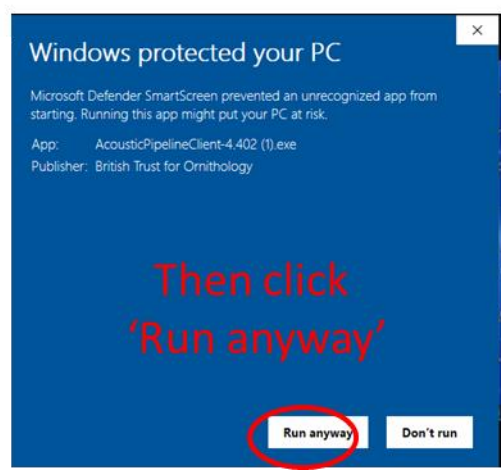 Windows protected your PC
Microsoft Defender SmartScreen prevented an unrecognized app from
starting. Running this app might put your PC at risk.
App: AcousticPipelineClient-4.402 (1).exe
Publisher: British Trust for Ornithology
Then click
'Run anyway'
Run anyway Don't run